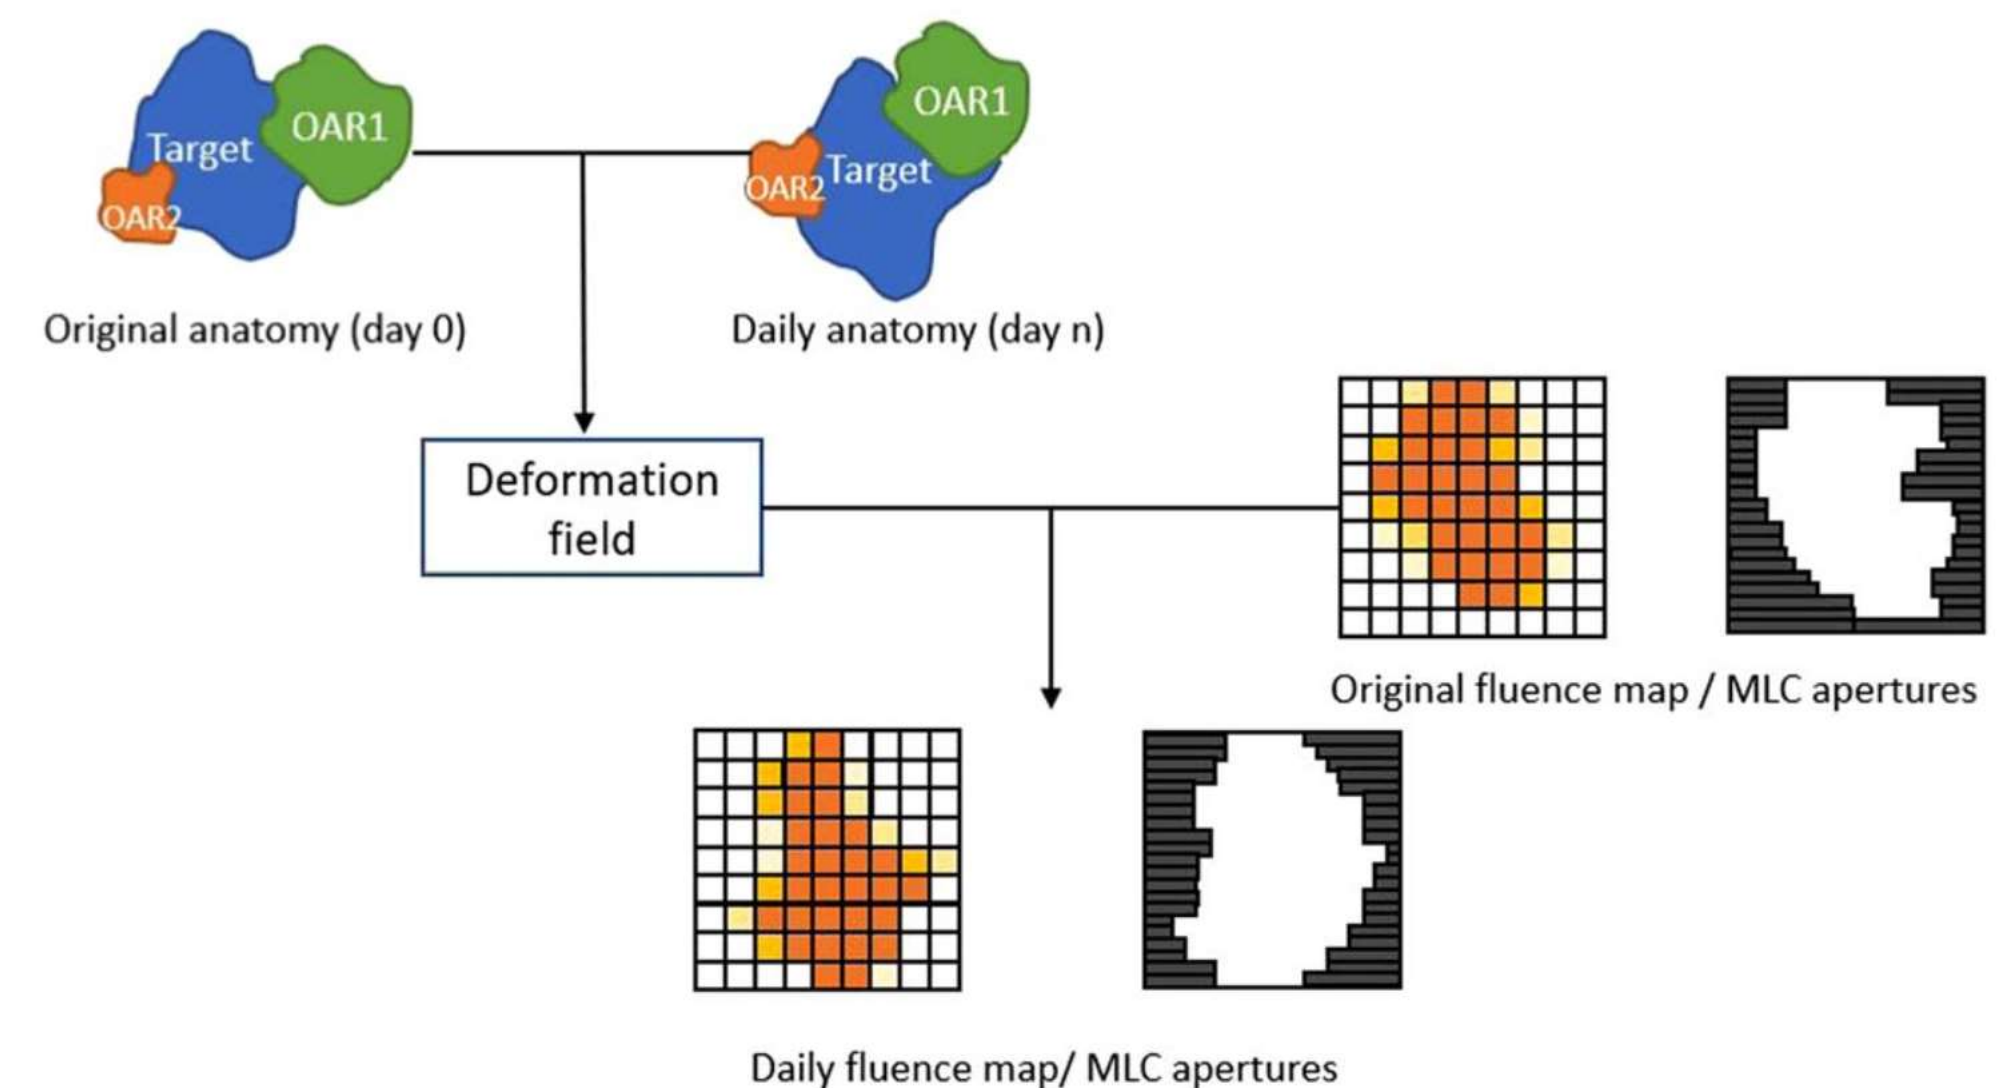 OAR1
Target
OAR2
OAR1
Target
OAR2
Original anatomy (day 0)
Daily anatomy (day n)
Deformation
field
Original fluence map / MLC apertures
Daily fluence map/ MLC apertures